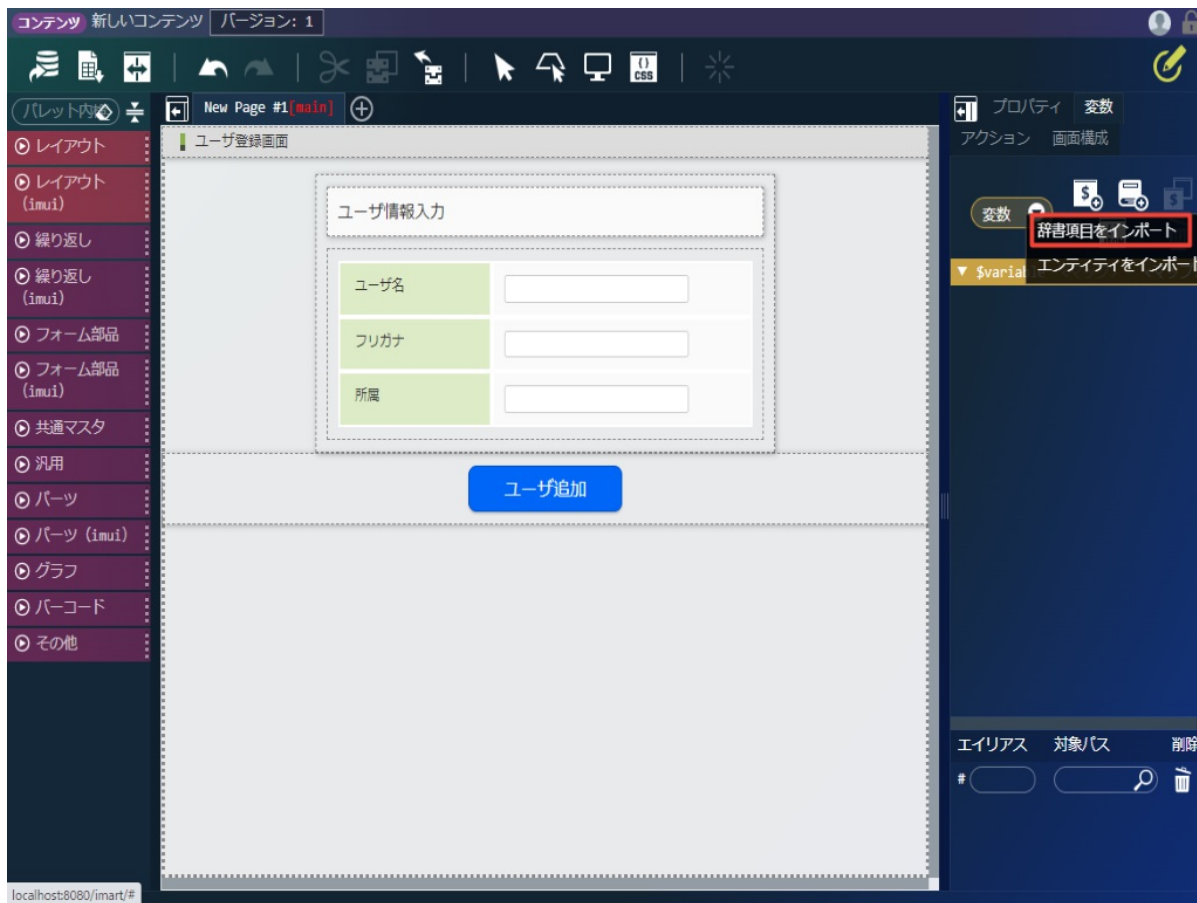 コンテンツ 新しいコンテンツ バージョン: 1
{} CSS
パレット内検
New Page #1[main]
プロパティ 変数
アクション 画面構成
レイアウト
レイアウト
(imui)
繰り返し
繰り返し
(imui)
フォーム部品
フォーム部品
(imui)
共通マスタ
汎用
パーツ
パーツ (imui)
グラフ
バーコード
その他
ユーザ登録画面
ユーザ情報入力
ユーザ名
フリガナ
所属
ユーザ追加
変数
辞書項目をインポート
エンティティをインポート
▼ $variabl
エイリアス 対象パス 削除
#
localhost:8080/imart/#